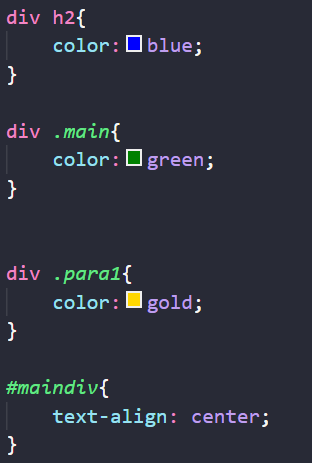 div h2{
    color: blue;
}
div .main{
    color: green;
}
div .para1{
    color: gold;
}
#maindiv{
    text-align: center;
}